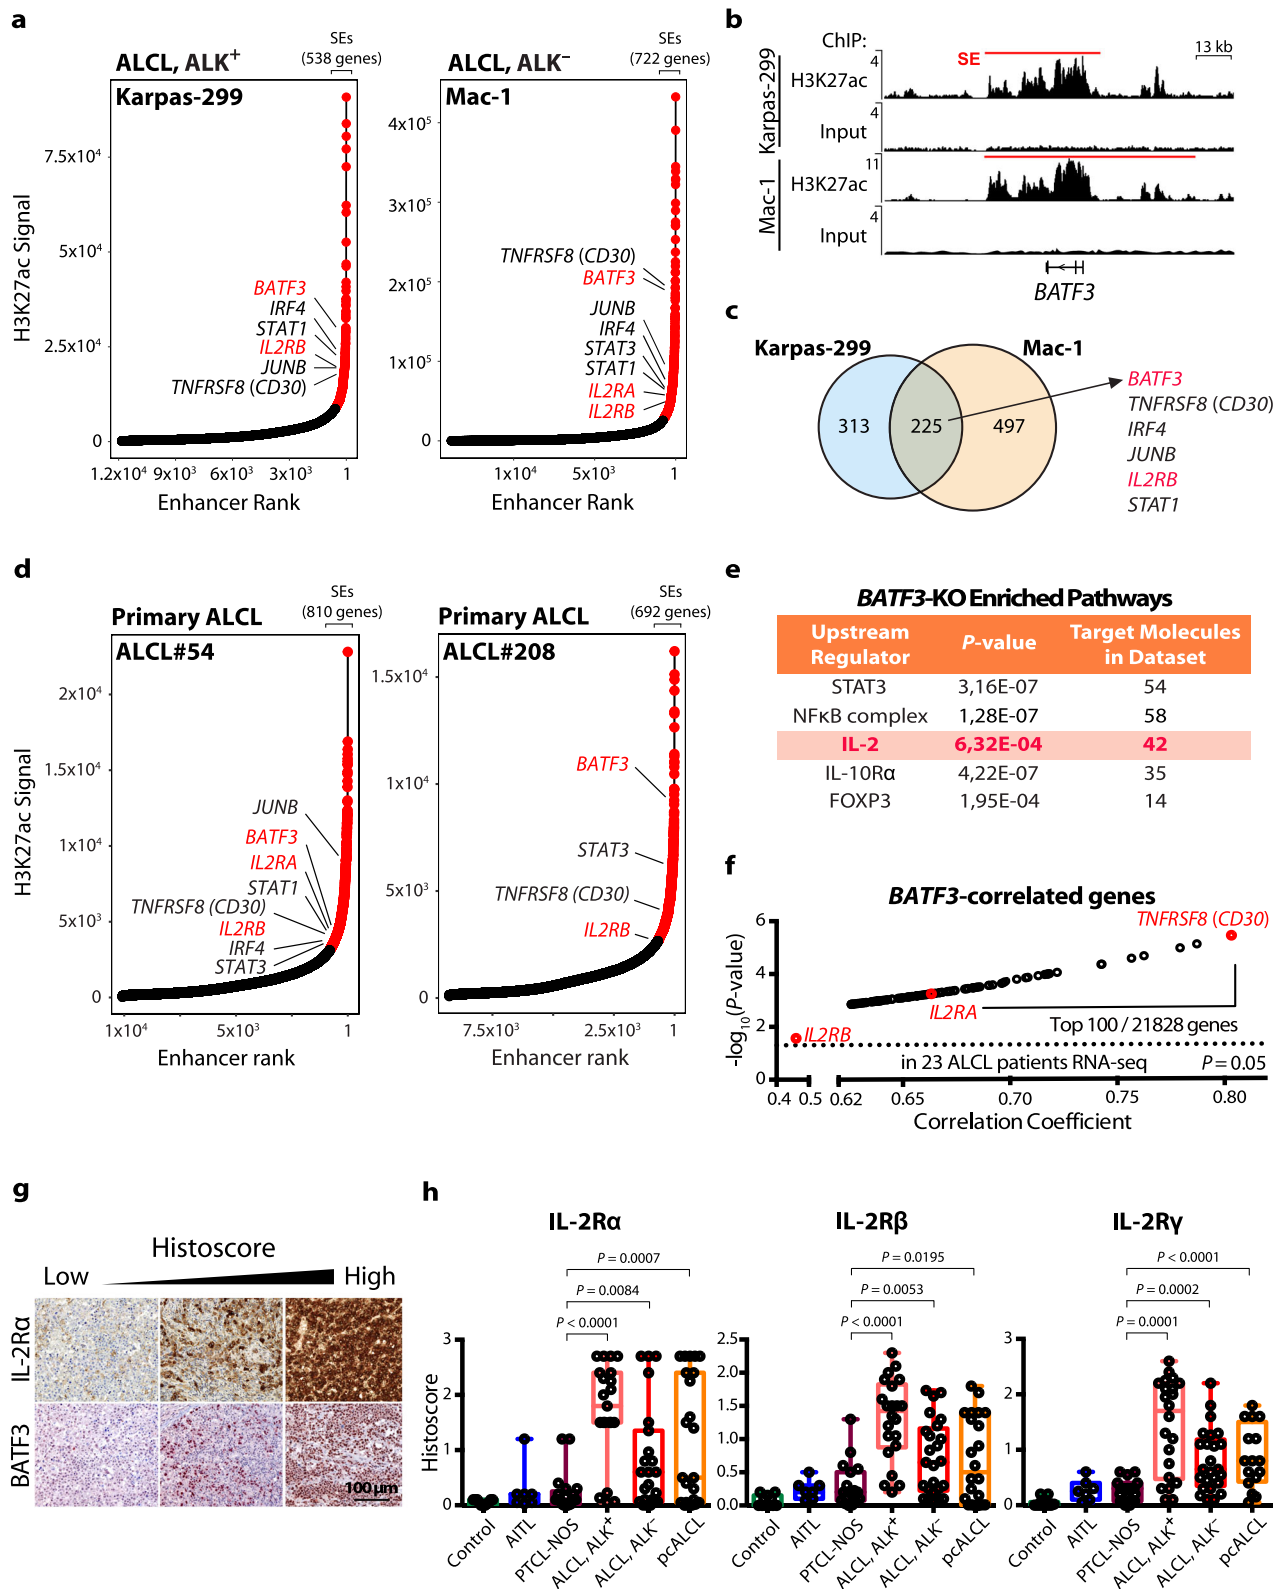 a
SEs
(538 genes)
ALCL, ALK⁺
Karpas-299
7.5x10⁴
5x10⁴
2.5x10⁴
0
H3K27ac Signal
BATF3
IRF4
STAT1
IL2RB
JUNB
TNFRSF8 (CD30)
1.2x10⁴ 9x10³ 6x10³ 3x10³ 1
Enhancer Rank
SEs
(722 genes)
ALCL, ALK⁻
Mac-1
4x10⁵
3x10⁵
2x10⁵
1x10⁵
0
TNFRSF8 (CD30)
BATF3
JUNB
IRF4
STAT3
STAT1
IL2RA
IL2RB
1x10⁴ 5x10³ 1
Enhancer Rank
b
ChIP:
13 kb
SE
Karpas-299
4
H3K27ac
4
Input
Mac-1
11
H3K27ac
4
Input
BATF3
c
Karpas-299
Mac-1
313
225
497
BATF3
TNFRSF8 (CD30)
IRF4
JUNB
IL2RB
STAT1
d
SEs
(810 genes)
Primary ALCL
ALCL#54
2x10⁴
1.5x10⁴
1x10⁴
5x10³
0
H3K27ac Signal
JUNB
BATF3
IL2RA
STAT1
TNFRSF8 (CD30)
IL2RB
IRF4
STAT3
1x10⁴ 5x10³ 1
Enhancer rank
SEs
(692 genes)
Primary ALCL
ALCL#208
1.5x10⁴
1x10⁴
5x10³
0
BATF3
STAT3
TNFRSF8 (CD30)
IL2RB
7.5x10³ 2.5x10³ 1
Enhancer rank
e
BATF3-KO Enriched Pathways
Upstream Regulator P-value Target Molecules in Dataset
STAT3 3,16E-07 54
NFκB complex 1,28E-07 58
IL-2 6,32E-04 42
IL-10Rα 4,22E-07 35
FOXP3 1,95E-04 14
f
BATF3-correlated genes
TNFRSF8 (CD30)
6
4
2
0
-log₁₀(P-value)
IL2RA
IL2RB
Top 100 / 21828 genes
in 23 ALCL patients RNA-seq
P = 0.05
0.4 0.5 0.62 0.65 0.70 0.75 0.80
Correlation Coefficient
g
Histoscore
Low High
IL-2Rα
BATF3
100 µm
h
IL-2Rα
P = 0.0007
P = 0.0084
P < 0.0001
3
2
1
0
Histoscore
Control AITL PTCL-NOS ALCL, ALK⁺ ALCL, ALK⁻ pcALCL
IL-2Rβ
P = 0.0195
P = 0.0053
P < 0.0001
2.5
2.0
1.5
1.0
0.5
0.0
Control AITL PTCL-NOS ALCL, ALK⁺ ALCL, ALK⁻ pcALCL
IL-2Rγ
P < 0.0001
P = 0.0002
P = 0.0001
3
2
1
0
Control AITL PTCL-NOS ALCL, ALK⁺ ALCL, ALK⁻ pcALCL